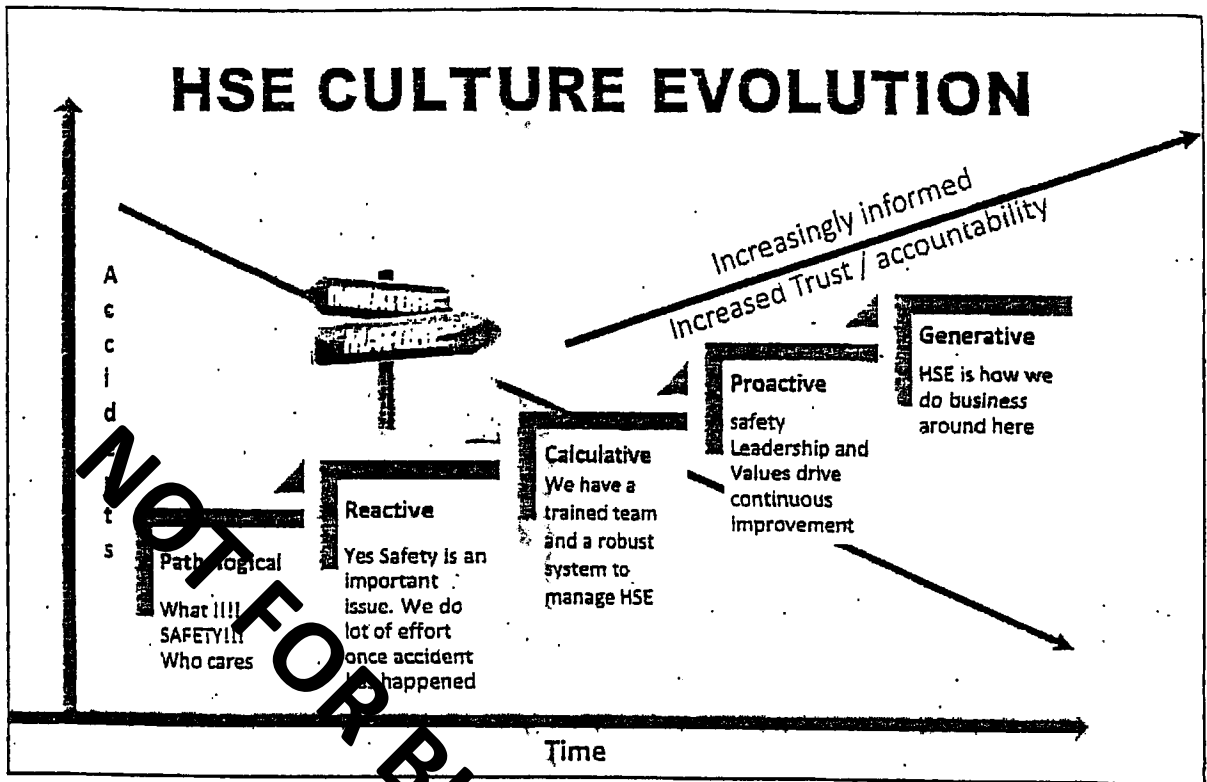 HSE CULTURE EVOLUTION
Increasingly informed
Increased Trust / accountability
Pathological
What !!!!
SAFETY!!!
Who cares
Reactive
Yes Safety is an
important
issue. We do
lot of effort
once accident
happened
Calculative
We have a
trained team
and a robust
system to
manage HSE
Proactive
safety
Leadership and
Values drive
continuous
improvement
Generative
HSE is how we
do business
around here
Time
NOT FOR